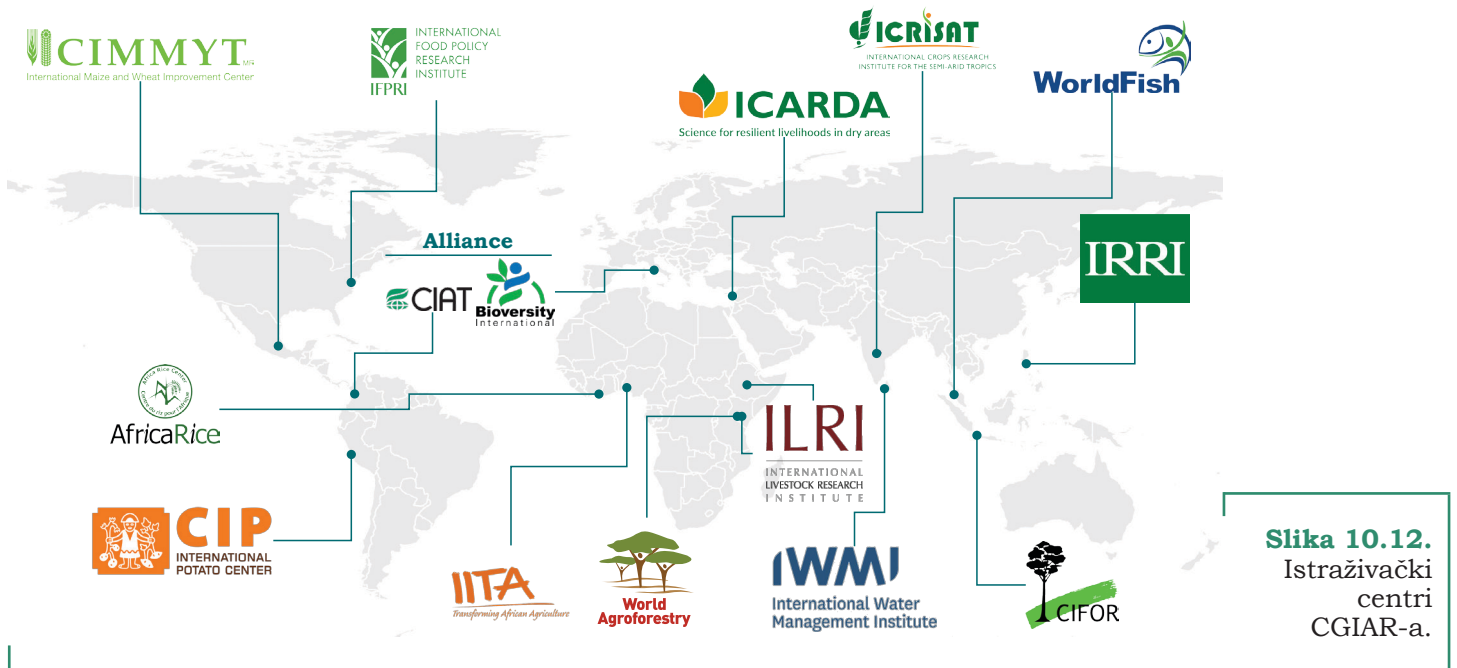 CIMMYT
International Maize and Wheat Improvement Center
INTERNATIONAL
FOOD POLICY
RESEARCH
INSTITUTE
IFPRI
ICARDA
Science for resilient livelihoods in dry areas
ICRISAT
INTERNATIONAL CROPS RESEARCH
INSTITUTE FOR THE SEMI-ARID TROPICS
WorldFish
Alliance
CIAT
Bioversity
International
IRRI
AfricaRice
ILRI
INTERNATIONAL
LIVESTOCK RESEARCH
INSTITUTE
CIP
INTERNATIONAL
POTATO CENTER
IITA
Transforming African Agriculture
World
Agroforestry
IWMI
International Water
Management Institute
CIFOR
Slika 10.12.
Istraživački
centri
CGIAR-a.